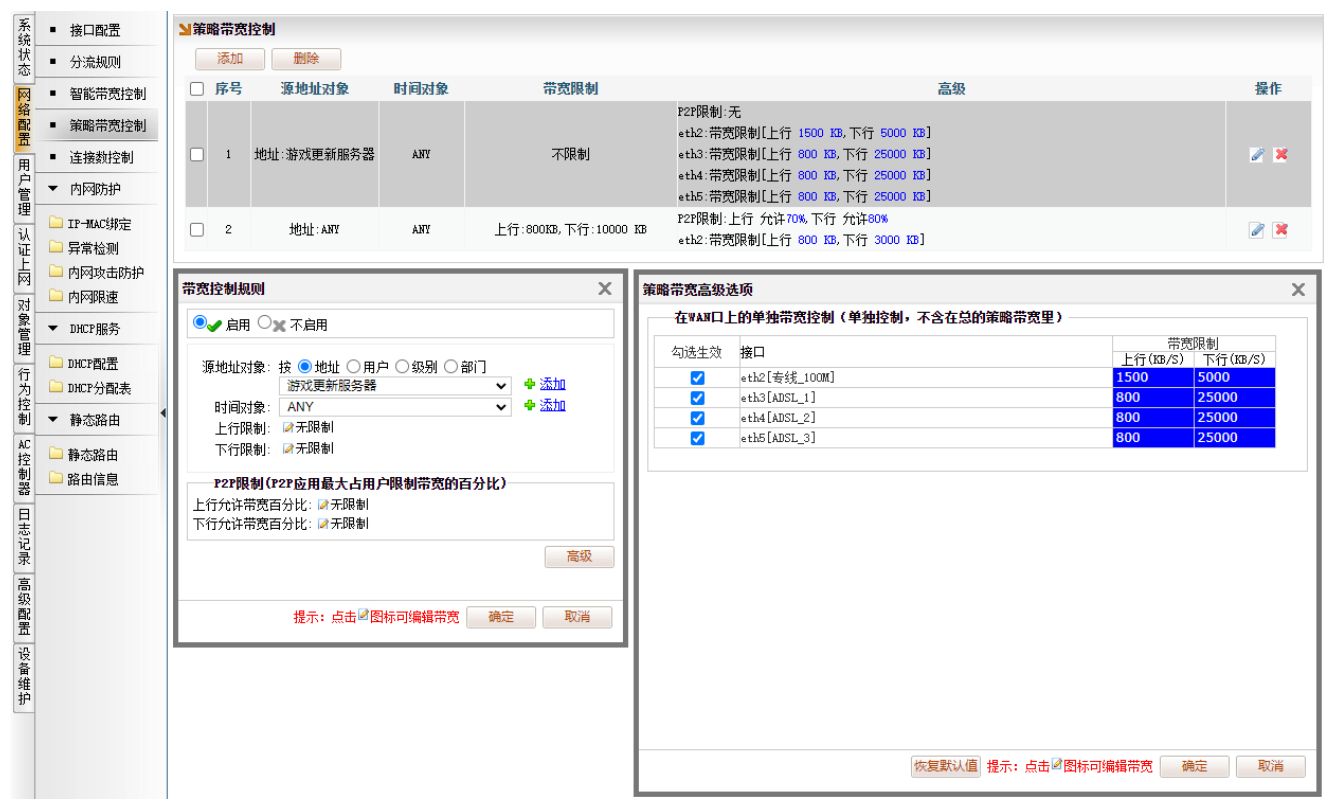 系统状态
网络配置
用户管理
认证上网
对象管理
行为控制
AC控制器
日志记录
高级配置
设备维护
接口配置
分流规则
智能带宽控制
策略带宽控制
连接数控制
内网防护
IP-MAC绑定
异常检测
内网攻击防护
内网限速
DHCP服务
DHCP配置
DHCP分配表
静态路由
静态路由
路由信息
策略带宽控制
添加 删除
序号 源地址对象 时间对象 带宽限制 高级 操作
1 地址:游戏更新服务器 ANY 不限制
P2P限制:无
eth2:带宽限制[上行 1500 KB,下行 5000 KB]
eth3:带宽限制[上行 800 KB,下行 25000 KB]
eth4:带宽限制[上行 800 KB,下行 25000 KB]
eth5:带宽限制[上行 800 KB,下行 25000 KB]
2 地址:ANY ANY 上行:800KB,下行:10000 KB
P2P限制:上行 允许70%,下行 允许80%
eth2:带宽限制[上行 800 KB,下行 3000 KB]
带宽控制规则
启用 不启用
源地址对象: 按 地址 用户 级别 部门
游戏更新服务器 添加
时间对象: ANY 添加
上行限制: 无限制
下行限制: 无限制
P2P限制(P2P应用最大占用户限制带宽的百分比)
上行允许带宽百分比: 无限制
下行允许带宽百分比: 无限制
高级
提示: 点击图标可编辑带宽 确定 取消
策略带宽高级选项
在WAN口上的单独带宽控制(单独控制,不含在总的策略带宽里)
勾选生效 接口 带宽限制
上行(KB/S) 下行(KB/S)
eth2[专线_100M] 1500 5000
eth3[ADSL_1] 800 25000
eth4[ADSL_2] 800 25000
eth5[ADSL_3] 800 25000
恢复默认值 提示: 点击图标可编辑带宽 确定 取消